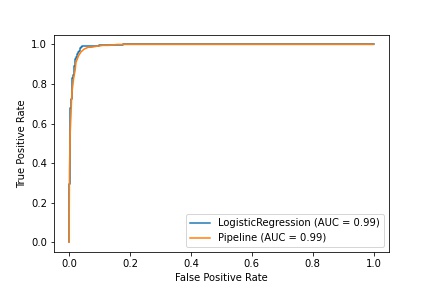 1.0
0.8
0.6
0.4
0.2
0.0
True Positive Rate
LogisticRegression (AUC = 0.99)
Pipeline (AUC = 0.99)
0.0 0.2 0.4 0.6 0.8 1.0
False Positive Rate